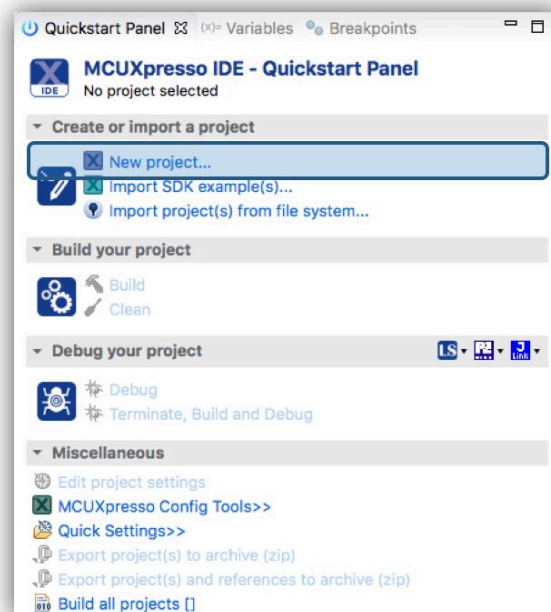 Quickstart Panel (x)= Variables Breakpoints
IDE
MCUXpresso IDE - Quickstart Panel
No project selected
Create or import a project
New project...
Import SDK example(s)...
Import project(s) from file system...
Build your project
Build
Clean
Debug your project
LS
Link
Debug
Terminate, Build and Debug
Miscellaneous
Edit project settings
MCUXpresso Config Tools>>
Quick Settings>>
Export project(s) to archive (zip)
Export project(s) and references to archive (zip)
010 Build all projects []